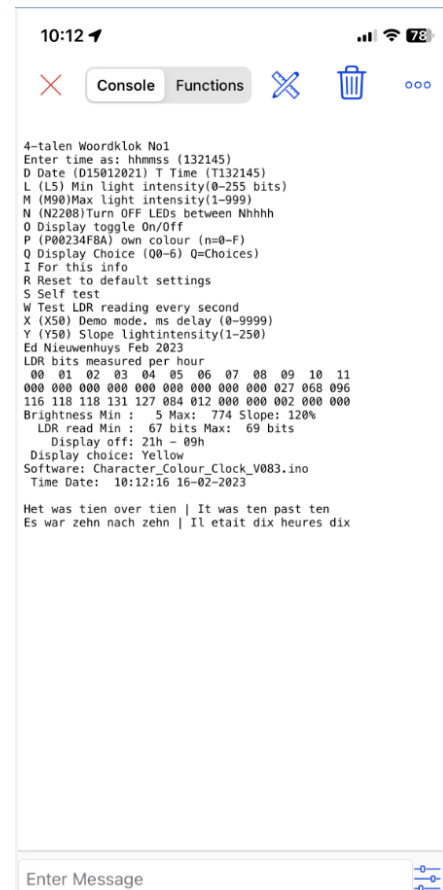 10:12
78
Console Functions
4-talen Woordklok No1
Enter time as: hhmmss (132145)
D Date (D15012021) T Time (T132145)
L (L5) Min light intensity(0-255 bits)
M (M90)Max light intensity(1-999)
N (N2208)Turn OFF LEDs between Nhhhh
O Display toggle On/Off
P (P00234F8A) own colour (n=0-F)
Q Display Choice (Q0-6) Q=Choices)
I For this info
R Reset to default settings
S Self test
W Test LDR reading every second
X (X50) Demo mode. ms delay (0-9999)
Y (Y50) Slope lightintensity(1-250)
Ed Nieuwenhuys Feb 2023
LDR bits measured per hour
00 01 02 03 04 05 06 07 08 09 10 11
000 000 000 000 000 000 000 000 000 027 068 096
116 118 118 131 127 084 012 000 000 002 000 000
Brightness Min : 5 Max: 774 Slope: 120%
LDR read Min : 67 bits Max: 69 bits
Display off: 21h - 09h
Display choice: Yellow
Software: Character_Colour_Clock_V083.ino
Time Date: 10:12:16 16-02-2023
Het was tien over tien | It was ten past ten
Es war zehn nach zehn | Il etait dix heures dix
Enter Message